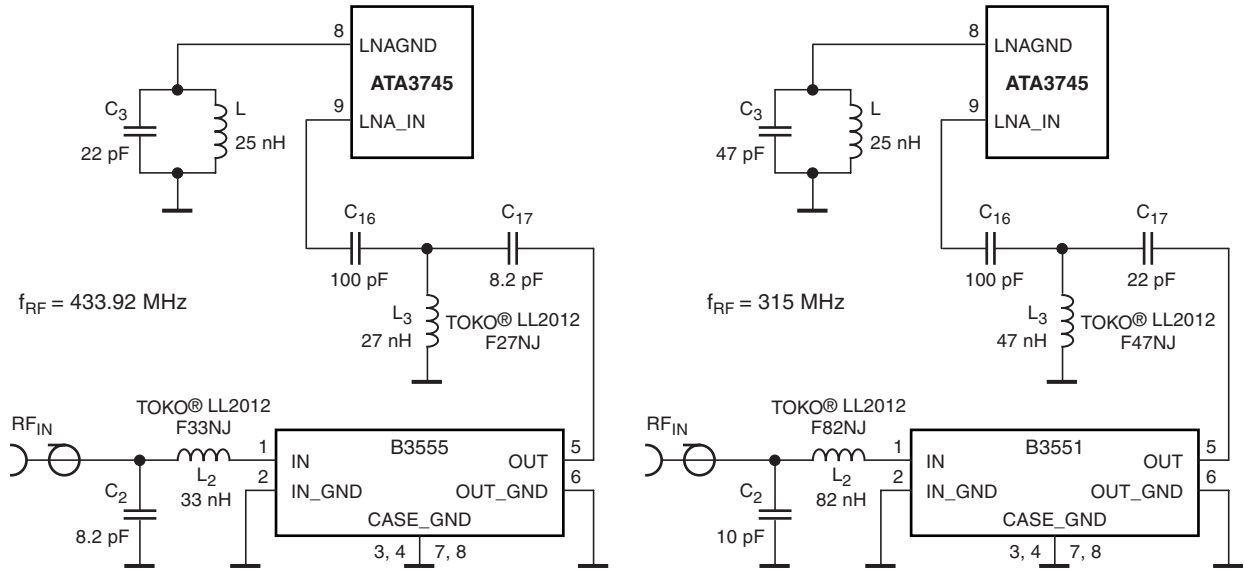 8
LNAGND
ATA3745
C3
L
22 pF
25 nH
9
LNA_IN
C16
C17
100 pF
8.2 pF
fRF = 433.92 MHz
L3
27 nH
TOKO® LL2012
F27NJ
TOKO® LL2012
F33NJ
RFIN
1
IN
B3555
OUT
5
2
L2
33 nH
IN_GND
OUT_GND
6
C2
8.2 pF
CASE_GND
3, 4
7, 8
8
LNAGND
ATA3745
C3
L
47 pF
25 nH
9
LNA_IN
C16
C17
100 pF
22 pF
fRF = 315 MHz
L3
47 nH
TOKO® LL2012
F47NJ
TOKO® LL2012
F82NJ
RFIN
1
IN
B3551
OUT
5
2
L2
82 nH
IN_GND
OUT_GND
6
C2
10 pF
CASE_GND
3, 4
7, 8